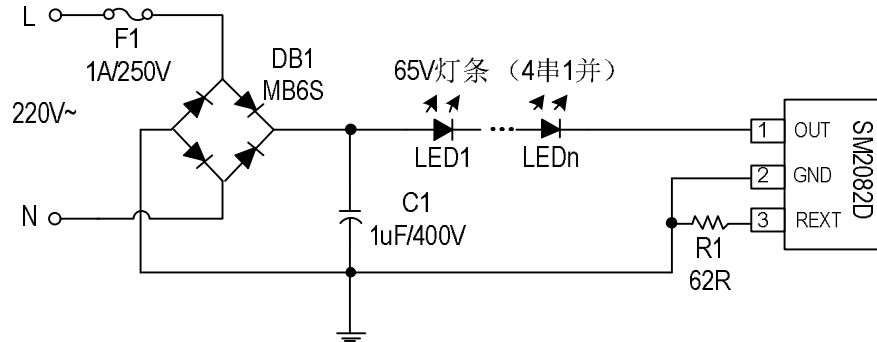 L
F1
1A/250V
DB1
MB6S
220V~
65V灯条（4串1并）
LED1
LEDn
N
C1
1uF/400V
1
OUT
2
GND
3
REXT
SM2082D
R1
62R